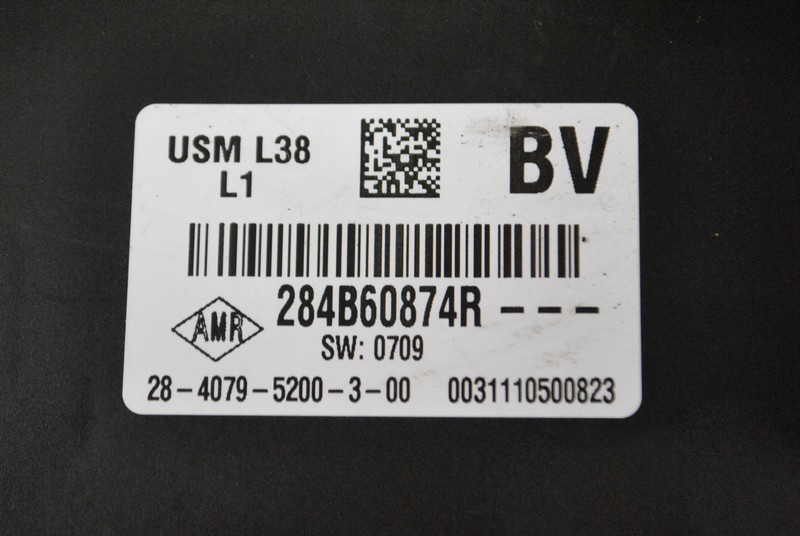 USM L38
L1
BV
284B60874R - - -
AMR
SW: 0709
28-4079-5200-3-00 0031110500823